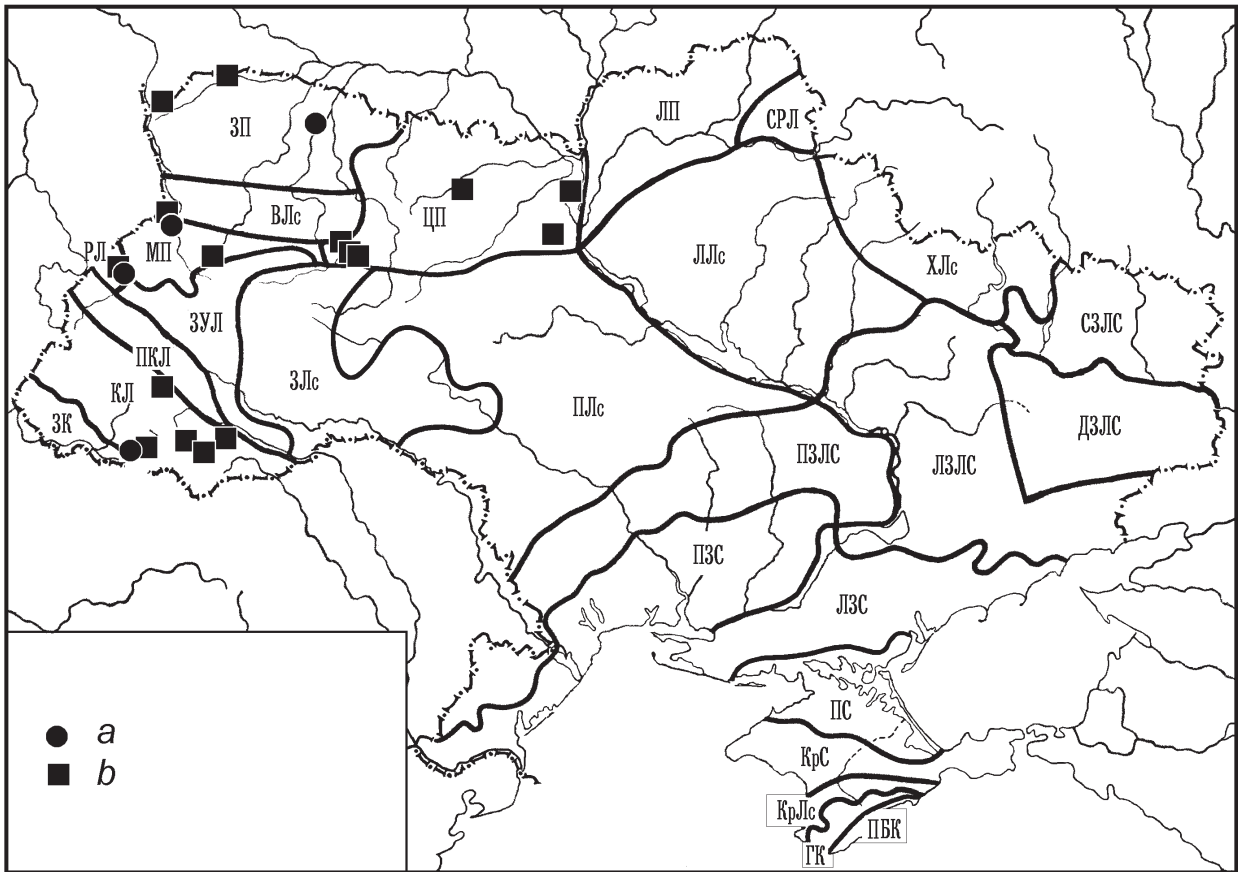 ЛП
СРЛ
ЗП
ВЛс
ЦП
РЛ
МП
ЛЛс
ХЛс
ЗУЛ
СЗЛС
ПКЛ
КЛ
ЗЛс
ПЛс
ЗК
ДЗЛС
ПЗЛС
ЛЗЛС
ПЗС
ЛЗС
ПС
КрС
КрЛс
ПБК
ГК
a
b